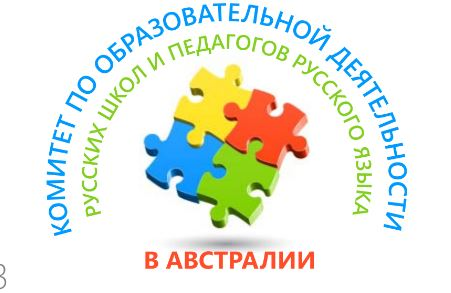 КОМИТЕТ ПО ОБРАЗОВАТЕЛЬНОЙ ДЕЯТЕЛЬНОСТИ
РУССКИХ ШКОЛ И ПЕДАГОГОВ РУССКОГО ЯЗЫКА
В АВСТРАЛИИ